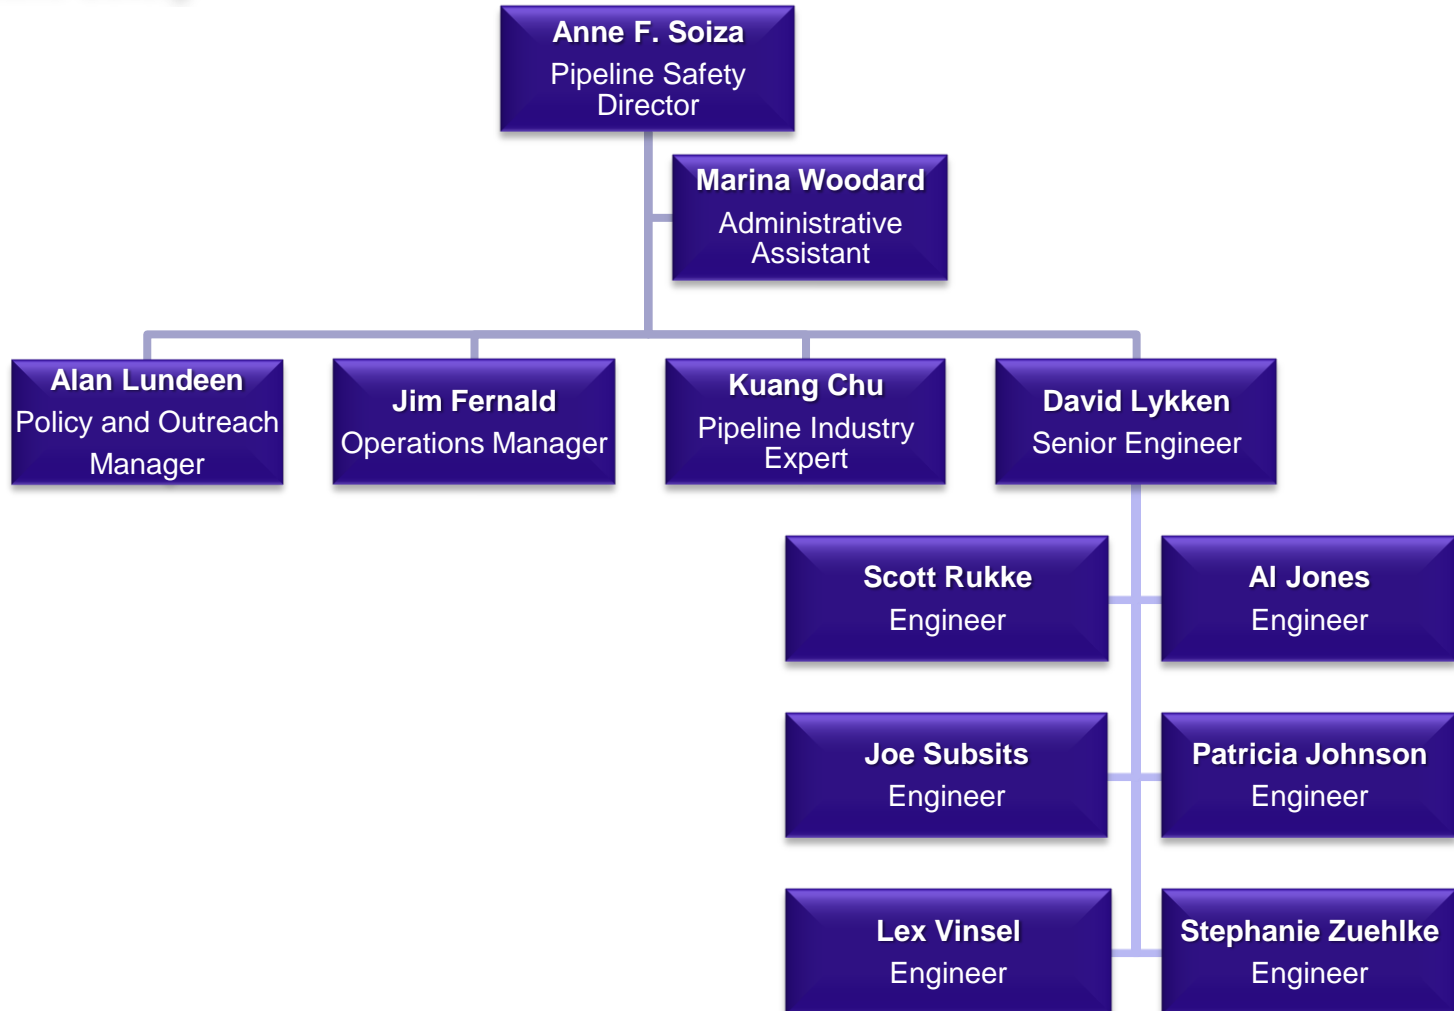 Anne F. Soiza
Pipeline Safety
Director
Marina Woodard
Administrative
Assistant
Alan Lundeen
Policy and Outreach
Manager
Jim Fernald
Operations Manager
Kuang Chu
Pipeline Industry
Expert
David Lykken
Senior Engineer
Scott Rukke
Engineer
Al Jones
Engineer
Joe Subsits
Engineer
Patricia Johnson
Engineer
Lex Vinsel
Engineer
Stephanie Zuehlke
Engineer